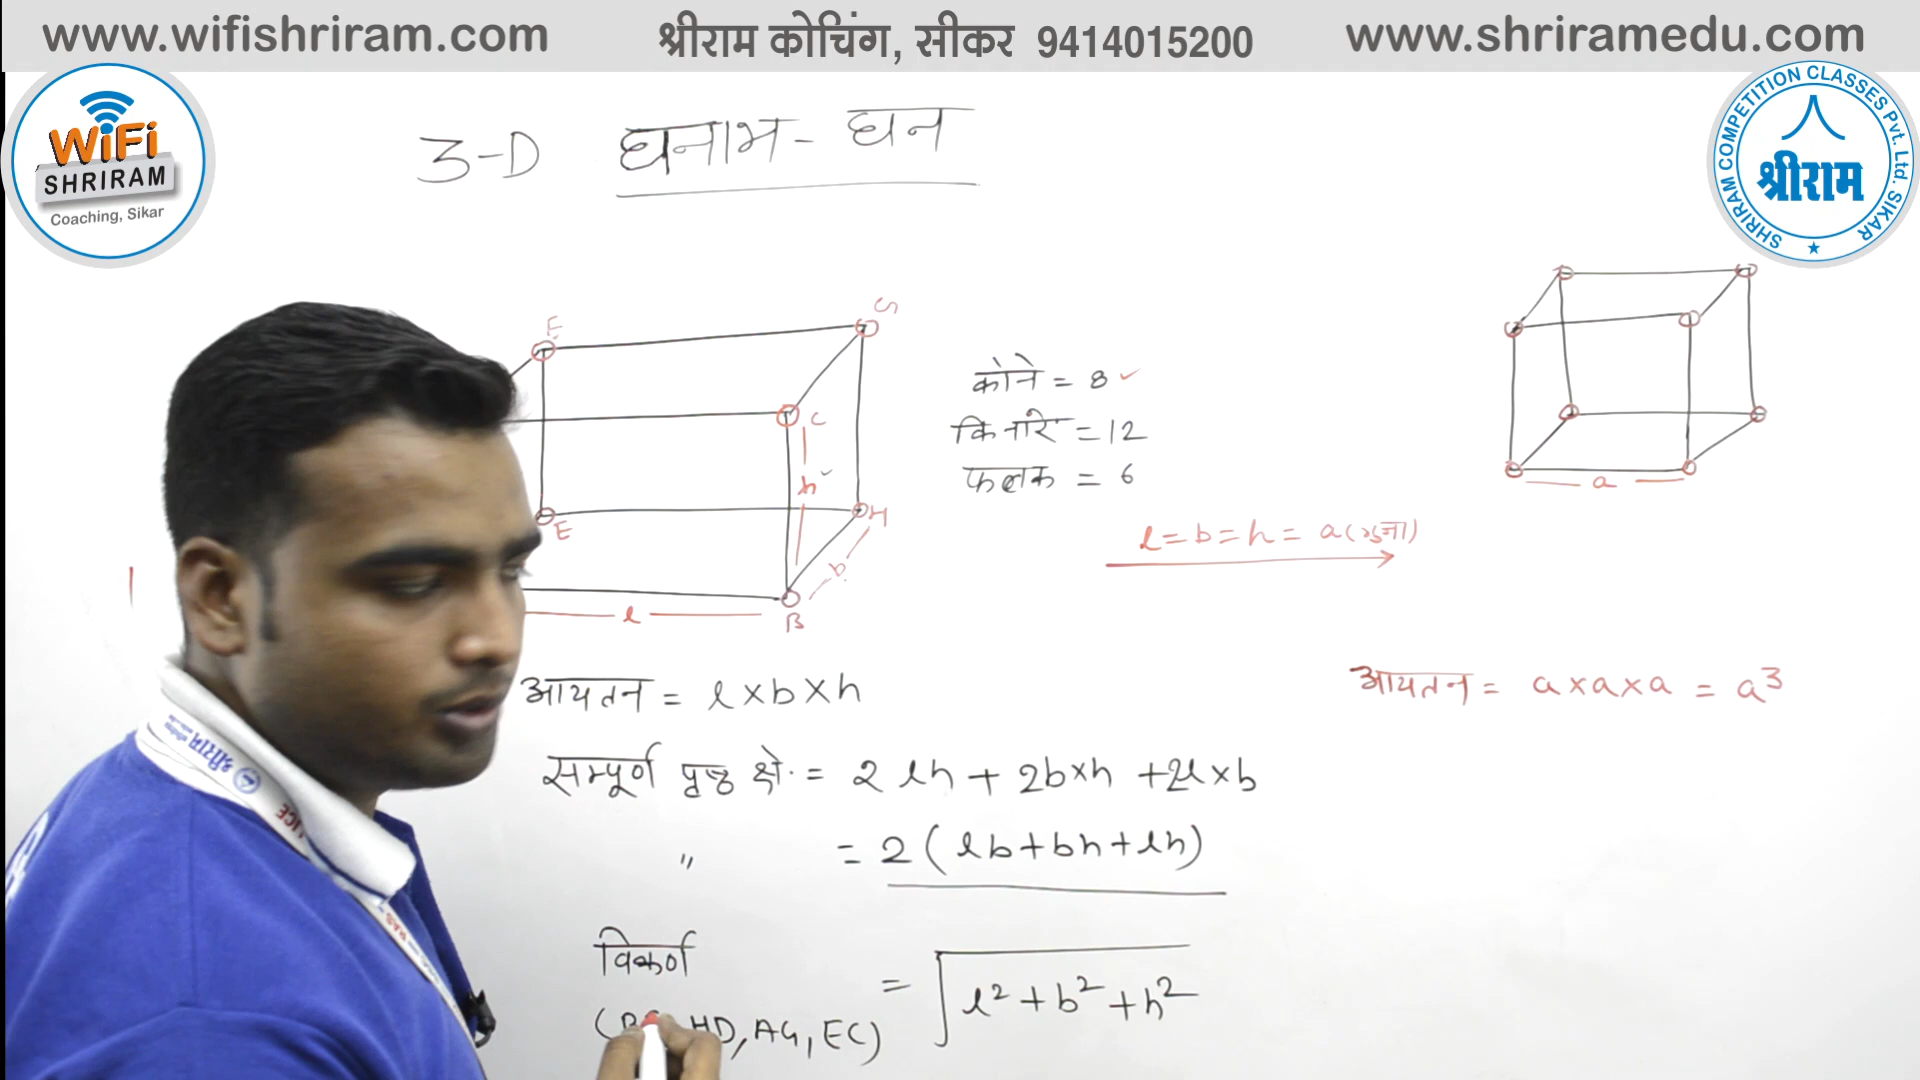 www.wifishriram.com
श्रीराम कोचिंग, सीकर 9414015200
www.shriramedu.com
WiFi
SHRIRAM
Coaching, Sikar
SHRIRAM COMPETITION CLASSES Pvt. Ltd. SIKAR
श्रीराम
3-D घनाभ - घन
F
G
C
h
E
H
b
l
B
कोने = 8
किनारे = 12
फलक = 6
a
l = b = h = a (भुजा)
आयतन = l × b × h
आयतन = a × a × a = a³
सम्पूर्ण पृष्ठ क्षे. = 2 lh + 2b×h + 2l×b
" = 2 (lb+bh+lh)
विकर्ण = √l² + b² + h²
HD, AG, EC)
श्रीराम